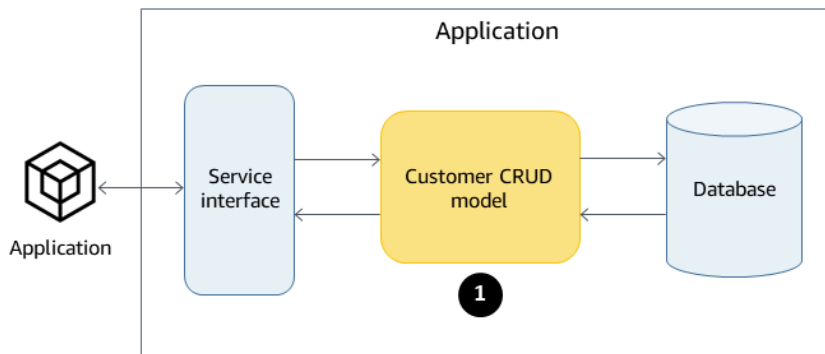 Application
Application
Service
interface
Customer CRUD
model
Database
1